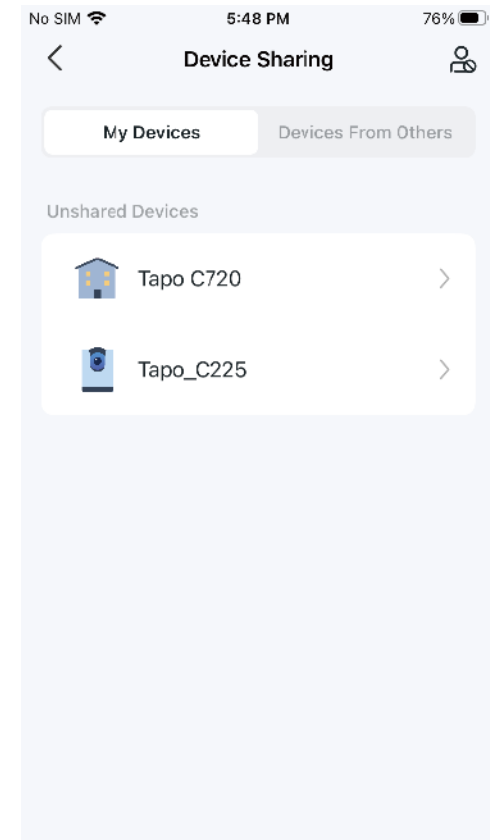 No SIM 5:48 PM 76%
Device Sharing
My Devices Devices From Others
Unshared Devices
Tapo C720
Tapo_C225